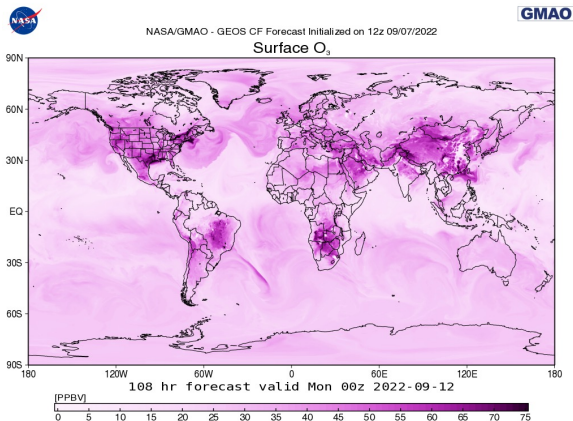 NASA
GMAO
NASA/GMAO - GEOS CF Forecast Initialized on 12z 09/07/2022
Surface O₃
90N
60N
30N
EQ
30S
60S
90S
180 120W 60W 0 60E 120E 180
108 hr forecast valid Mon 00z 2022-09-12
[PPBV]
0 5 10 15 20 25 30 35 40 45 50 55 60 65 70 75